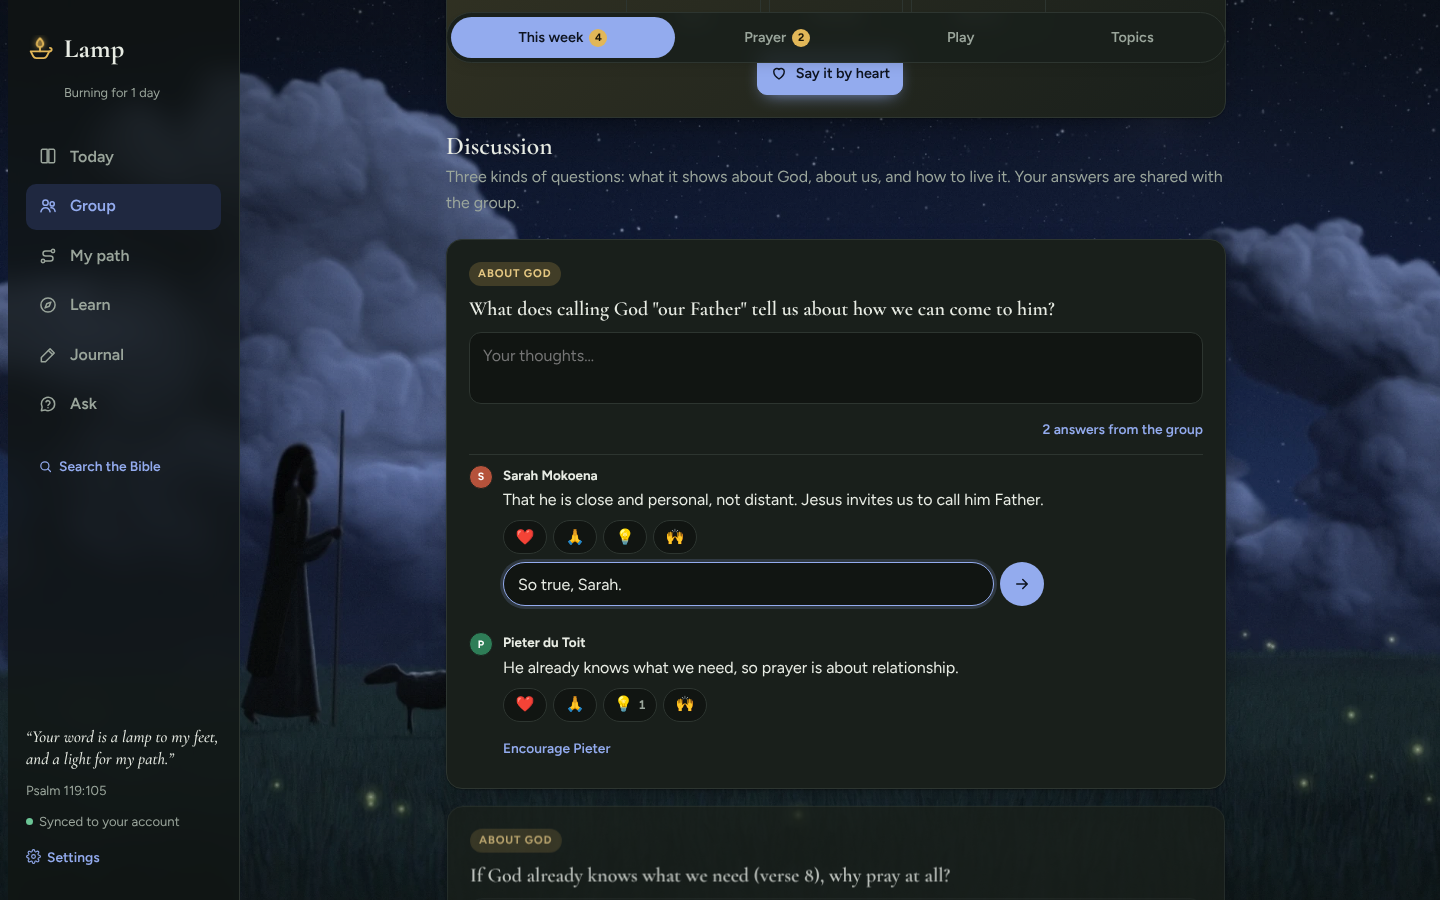 Lamp
Burning for 1 day
Today
Group
My path
Learn
Journal
Ask
Search the Bible
“Your word is a lamp to my feet,
and a light for my path.”
Psalm 119:105
Synced to your account
Settings
This week 4
Prayer 2
Play
Topics
Say it by heart
Discussion
Three kinds of questions: what it shows about God, about us, and how to live it. Your answers are shared with
the group.
ABOUT GOD
What does calling God "our Father" tell us about how we can come to him?
Your thoughts...
2 answers from the group
S
Sarah Mokoena
That he is close and personal, not distant. Jesus invites us to call him Father.
So true, Sarah.
P
Pieter du Toit
He already knows what we need, so prayer is about relationship.
1
Encourage Pieter
ABOUT GOD
If God already knows what we need (verse 8), why pray at all?